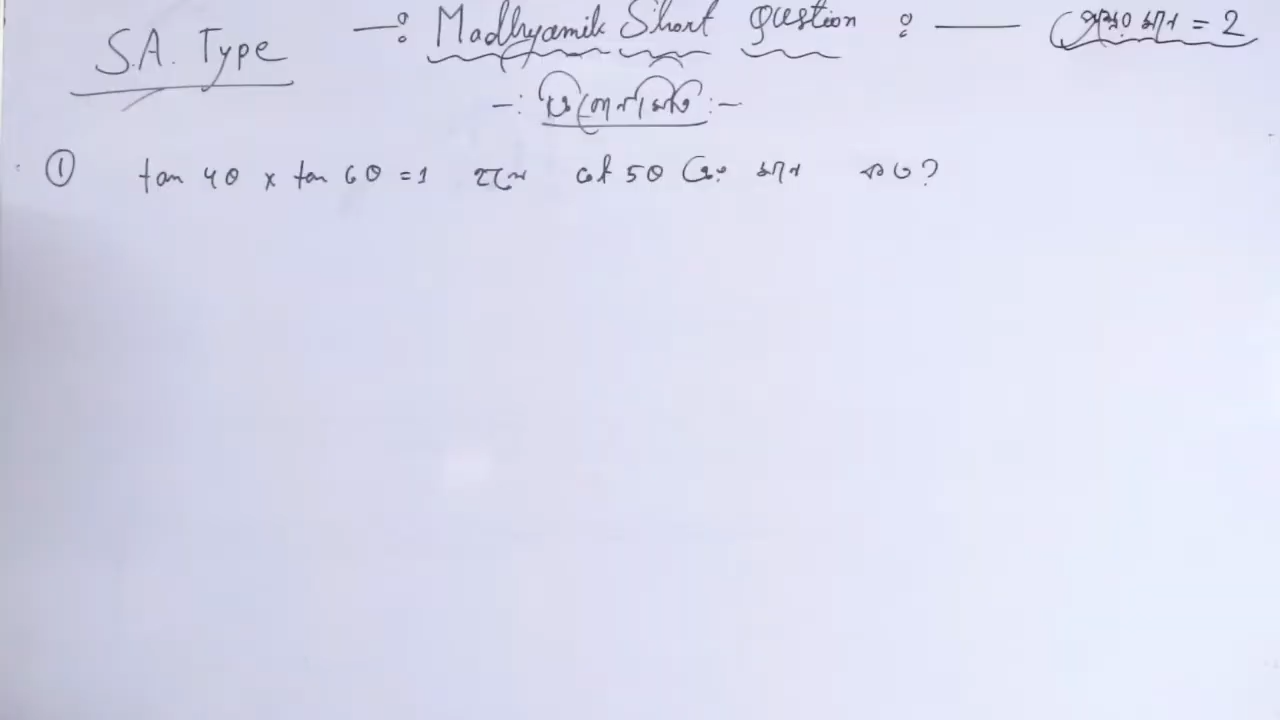 S.A. Type —: Madhyamik Short Question :— প্রশ্নমান = 2
—: ত্রিকোণমিতি :—
① tan 4θ × tan 6θ = 1 হলে cot 5θ এর মান কত?